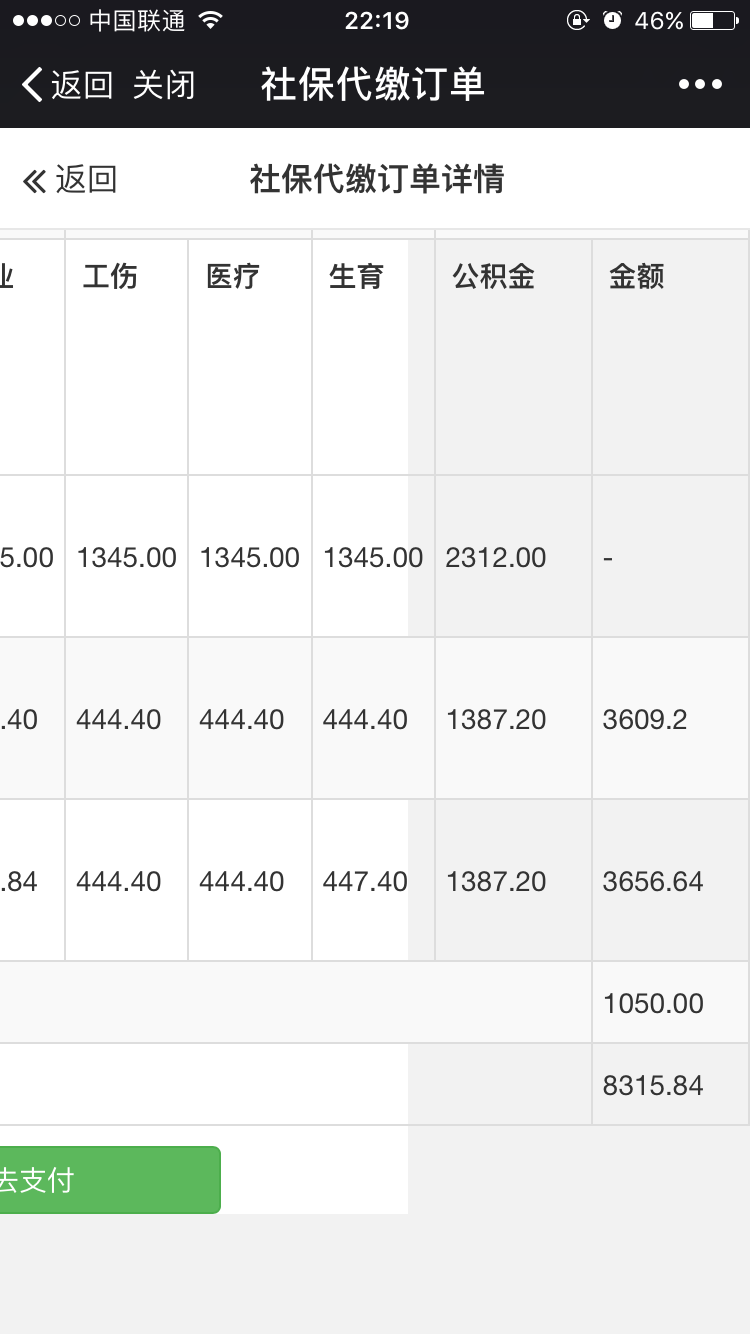 中国联通 22:19 46%
返回 关闭 社保代缴订单
返回 社保代缴订单详情
业 工伤 医疗 生育 公积金 金额
5.00 1345.00 1345.00 1345.00 2312.00 -
.40 444.40 444.40 444.40 1387.20 3609.2
.84 444.40 444.40 447.40 1387.20 3656.64
1050.00
8315.84
去支付